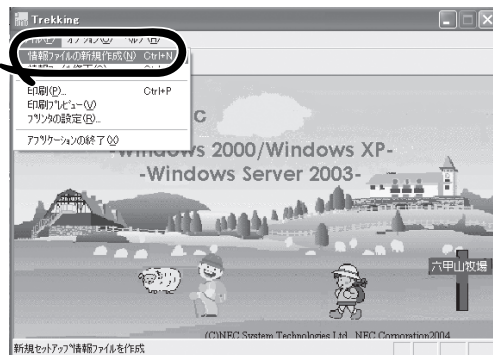 Trekking
情報ファイルの新規作成(N) Ctrl+N
印刷(P)... Ctrl+P
印刷プレビュー(V)
プリンタの設定(R)...
アプリケーションの終了(X)
-Windows 2000/Windows XP-
-Windows Server 2003-
六甲山牧場
(C)NEC System Technologies Ltd., NEC Corporation2004
新規セットアップ情報ファイルを作成